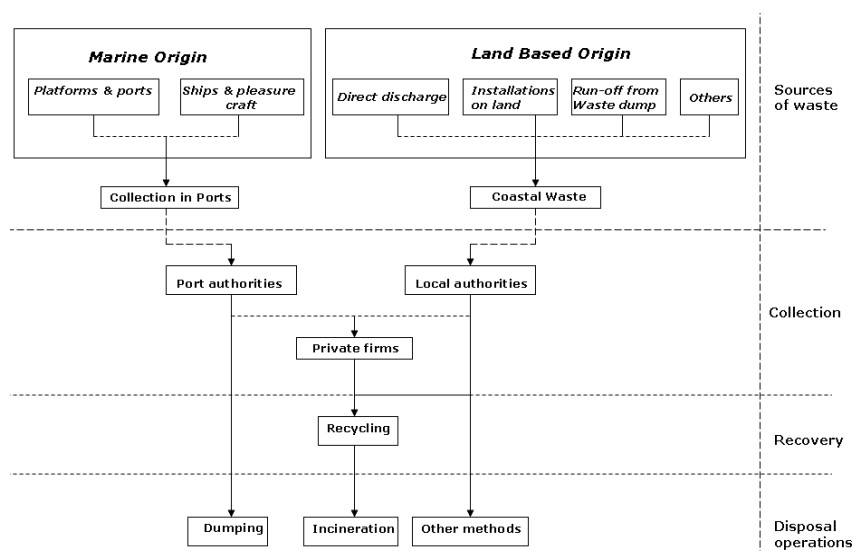 Marine Origin
Land Based Origin
Platforms & ports
Ships & pleasure
craft
Direct discharge
Installations
on land
Run-off from
Waste dump
Others
Sources
of waste
Collection in Ports
Coastal Waste
Port authorities
Local authorities
Collection
Private firms
Recycling
Recovery
Dumping
Incineration
Other methods
Disposal
operations